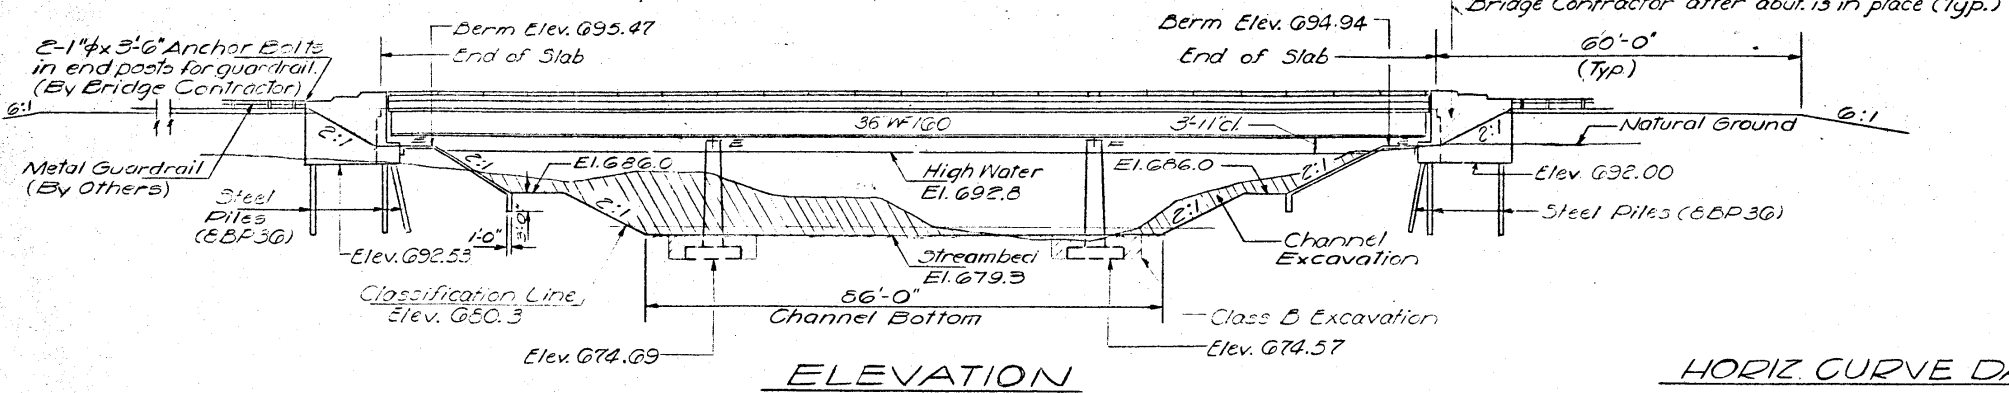 Bridge Contractor after abut. is in place (Typ.)
Berm Elev. 695.47
End of Slab
2-1"φx3'-6" Anchor Bolts
in end posts for guardrail.
(By Bridge Contractor)
Berm Elev. 694.94
End of Slab
60'-0"
(Typ.)
6:1
2:1
36 WF 160
3'-11"cl.
2:1
Natural Ground
6:1
E
F
Metal Guardrail
(By Others)
2:1
El. 686.0
High Water
El. 692.8
El. 686.0
2:1
Elev. 692.00
Steel
Piles
(8BP36)
2:1
2:1
Steel Piles (8BP36)
1'-0"
3'-0"
Elev. 692.53
Streambed
El. 679.3
Channel
Excavation
Classification Line,
Elev. 680.3
86'-0"
Channel Bottom
Class B Excavation
Elev. 674.69
Elev. 674.57
ELEVATION
HORIZ. CURVE DA